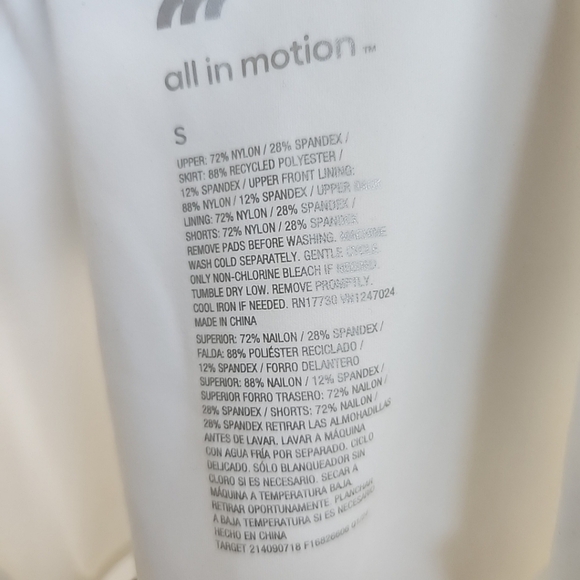 all in motion™
S
UPPER: 72% NYLON / 28% SPANDEX /
SKIRT: 88% RECYCLED POLYESTER /
12% SPANDEX / UPPER FRONT LINING:
88% NYLON / 12% SPANDEX / UPPER
LINING: 72% NYLON / 28% SPANDEX /
SHORTS: 72% NYLON / 28% SPANDEX
REMOVE PADS BEFORE WASHING. MACHINE
WASH COLD SEPARATELY. GENTLE CYCLE.
ONLY NON-CHLORINE BLEACH IF NEEDED.
TUMBLE DRY LOW. REMOVE PROMPTLY.
COOL IRON IF NEEDED. RN17730 VN1247024
MADE IN CHINA
SUPERIOR: 72% NAILON / 28% SPANDEX /
FALDA: 88% POLIÉSTER RECICLADO /
12% SPANDEX / FORRO DELANTERO
SUPERIOR: 88% NAILON / 12% SPANDEX /
SUPERIOR FORRO TRASERO: 72% NAILON /
28% SPANDEX / SHORTS: 72% NAILON /
28% SPANDEX RETIRAR LAS ALMOHADILLAS
ANTES DE LAVAR. LAVAR A MÁQUINA
CON AGUA FRÍA POR SEPARADO. CICLO
DELICADO. SÓLO BLANQUEADOR SIN
CLORO SI ES NECESARIO. SECAR A
MÁQUINA A TEMPERATURA BAJA.
RETIRAR OPORTUNAMENTE. PLANCHAR
A BAJA TEMPERATURA SI ES NECESARIO
HECHO EN CHINA
TARGET 214090718